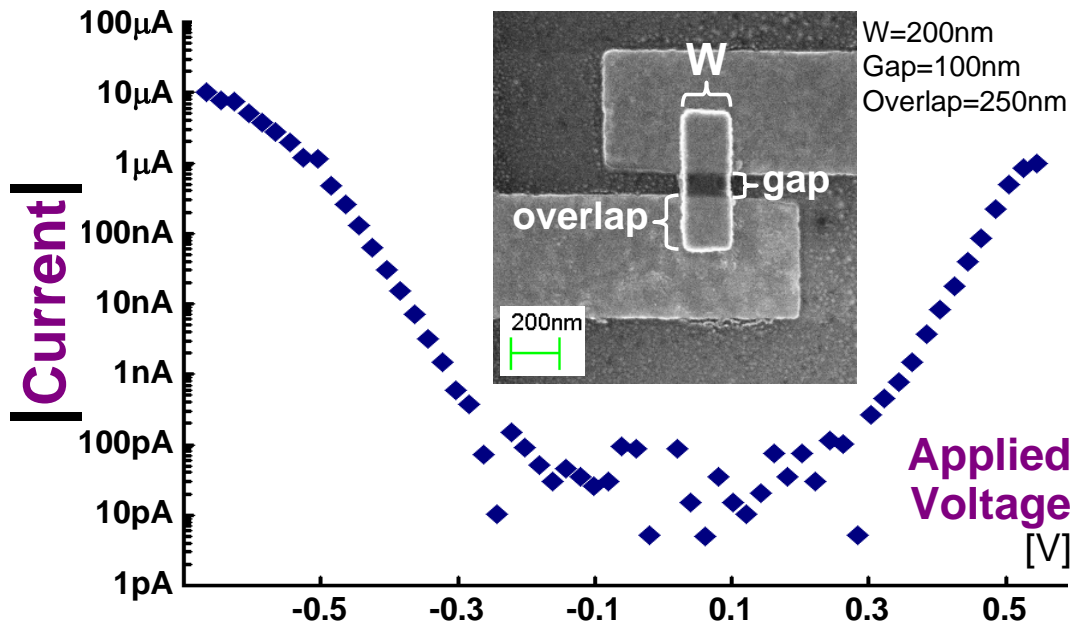 100μA
10μA
1μA
100nA
10nA
1nA
100pA
10pA
1pA
|Current|
-0.5
-0.3
-0.1
0.1
0.3
0.5
Applied
Voltage
[V]
W
gap
overlap
200nm
W=200nm
Gap=100nm
Overlap=250nm